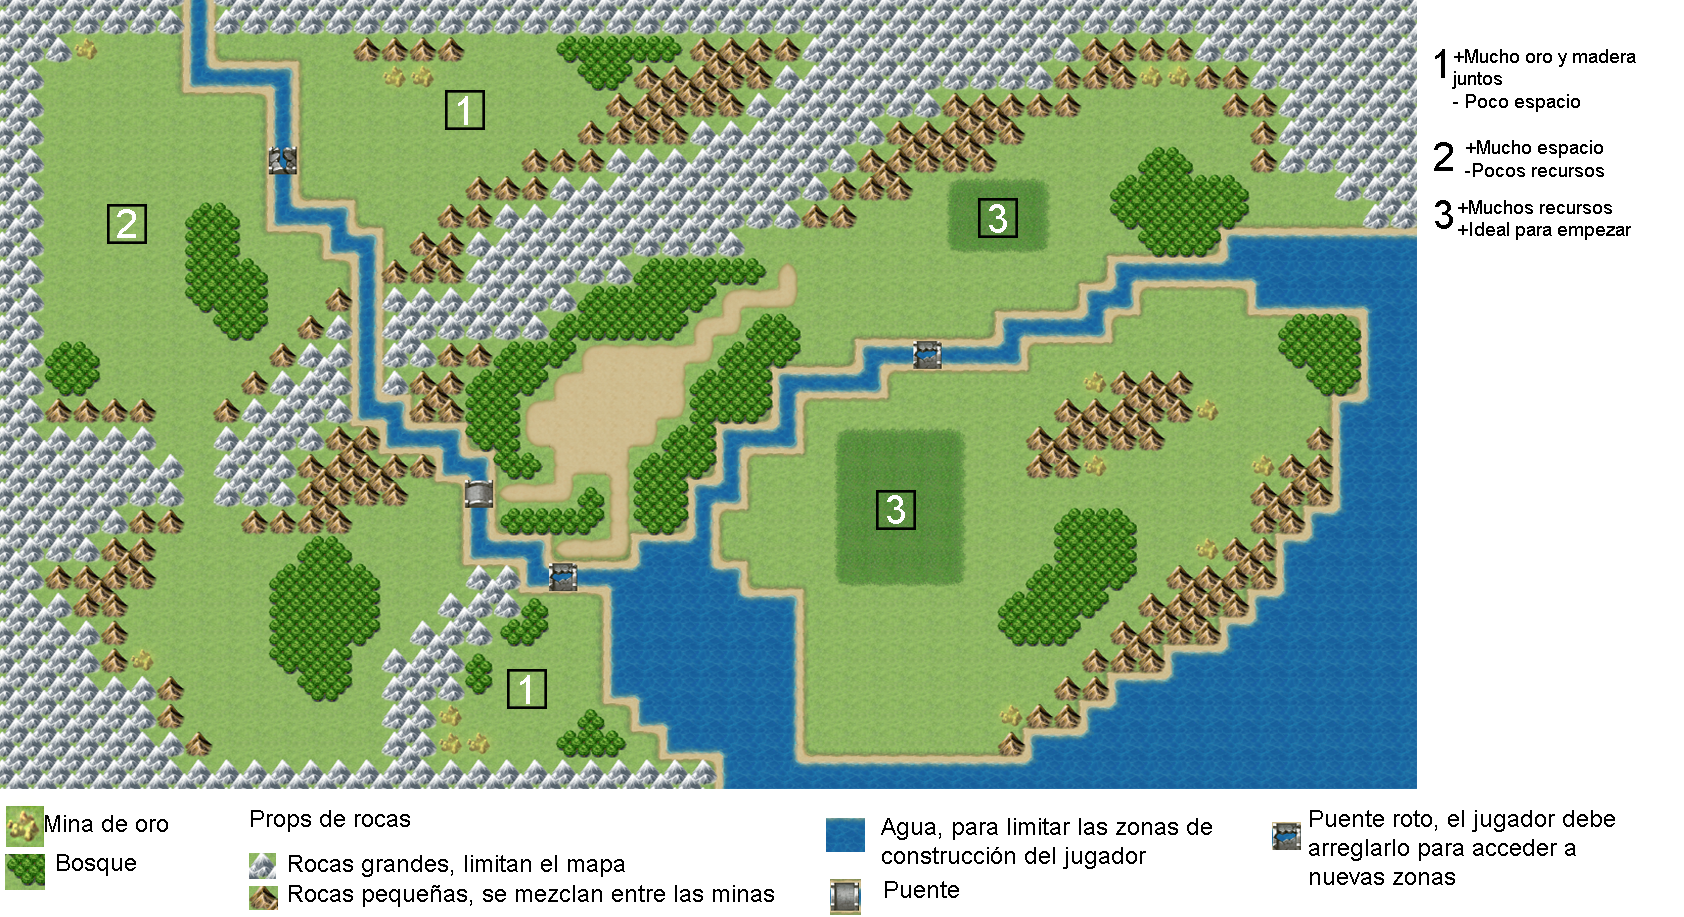 1
2
3
3
1
1 +Mucho oro y madera
juntos
- Poco espacio
2 +Mucho espacio
-Pocos recursos
3 +Muchos recursos
+Ideal para empezar
Mina de oro
Bosque
Props de rocas
Rocas grandes, limitan el mapa
Rocas pequeñas, se mezclan entre las minas
Agua, para limitar las zonas de
construcción del jugador
Puente
Puente roto, el jugador debe
arreglarlo para acceder a
nuevas zonas